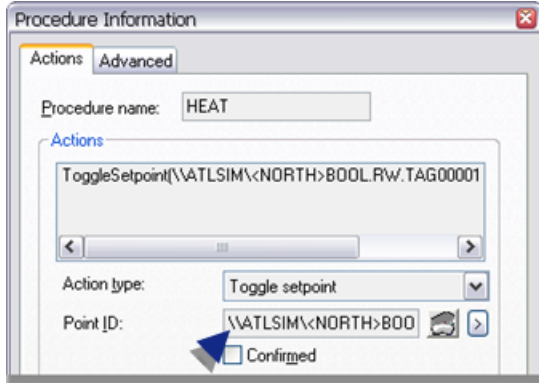 Procedure Information
Actions Advanced
Procedure name: HEAT
Actions
ToggleSetpoint(\\ATLSIM\<NORTH>BOOL.RW.TAG00001
Action type: Toggle setpoint
Point ID: \\ATLSIM\<NORTH>BOO
Confirmed